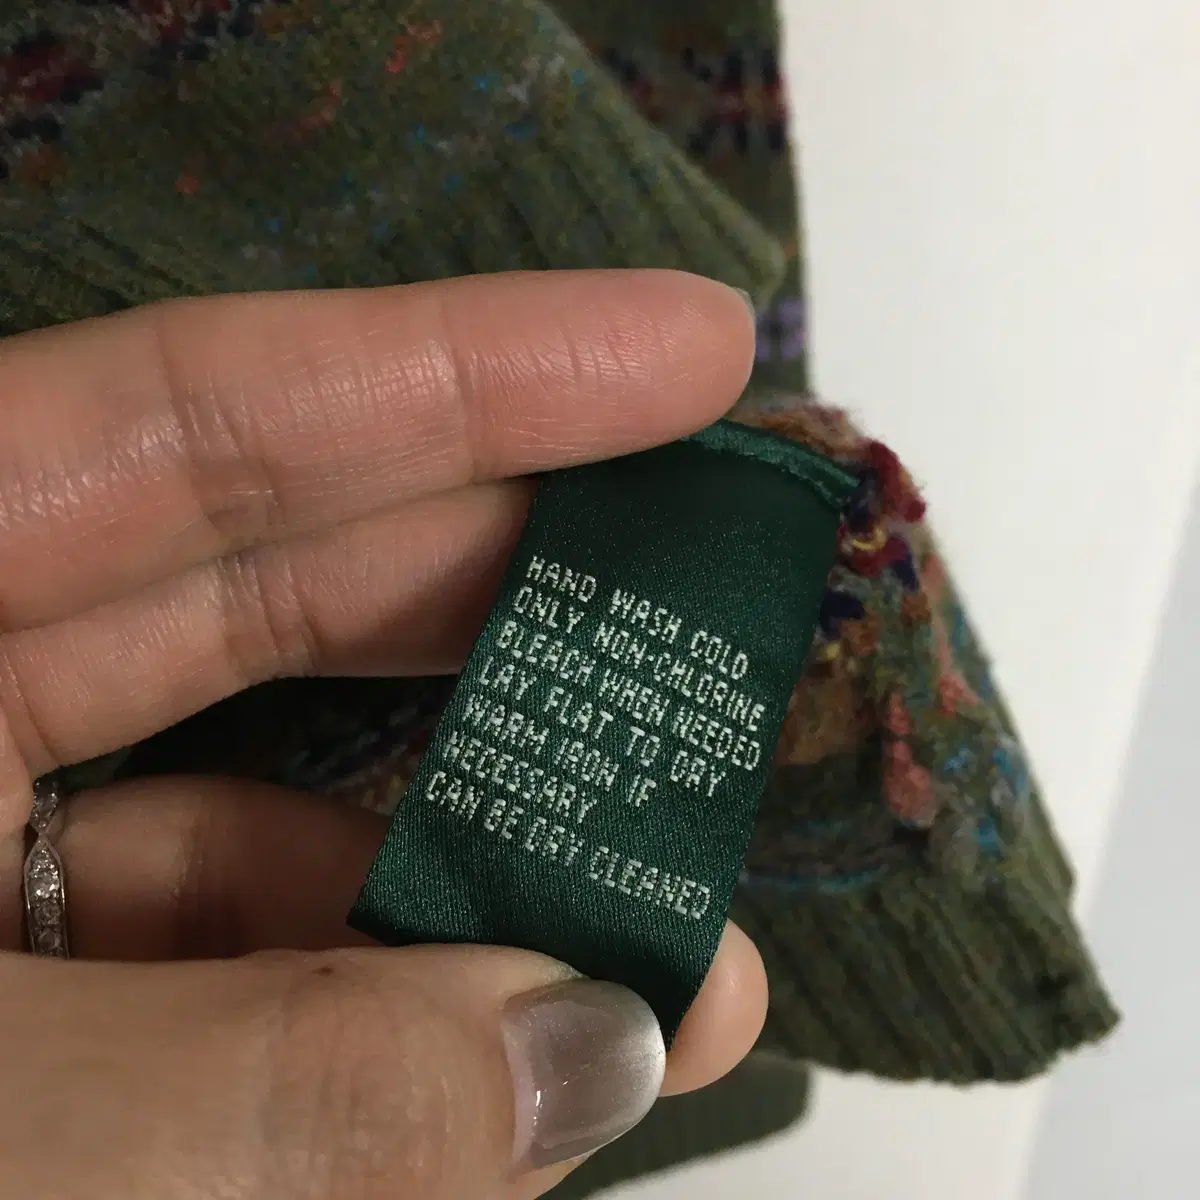 HAND WASH COLD
ONLY NON-CHLORINE
BLEACH WHEN NEEDED
LAY FLAT TO DRY
WARM IRON IF
NECESSARY
CAN BE DRY CLEANED